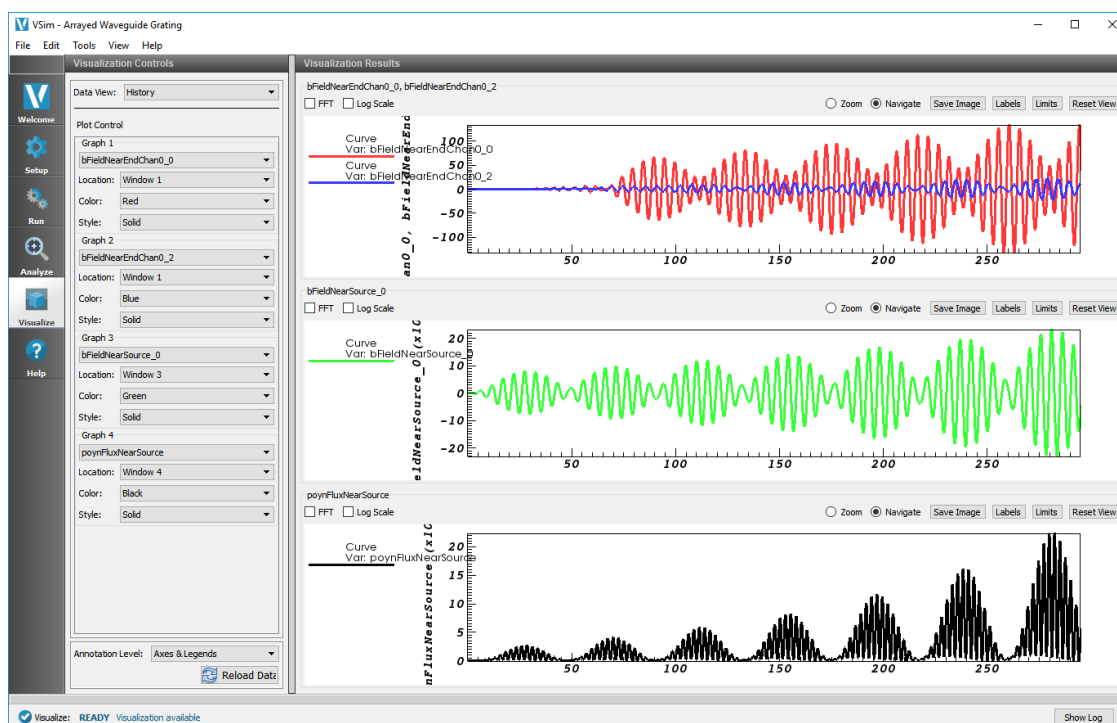 VSim - Arrayed Waveguide Grating
File Edit Tools View Help
Visualization Controls
Visualization Results
Welcome
Setup
Run
Analyze
Visualize
Help
Data View: History
Plot Control
Graph 1
bFieldNearEndChan0_0
Location: Window 1
Color: Red
Style: Solid
Graph 2
bFieldNearEndChan0_2
Location: Window 1
Color: Blue
Style: Solid
Graph 3
bFieldNearSource_0
Location: Window 3
Color: Green
Style: Solid
Graph 4
poynFluxNearSource
Location: Window 4
Color: Black
Style: Solid
Annotation Level: Axes & Legends
Reload Data
bFieldNearEndChan0_0, bFieldNearEndChan0_2
FFT Log Scale Zoom Navigate Save Image Labels Limits Reset View
Curve
Var: bFieldNearEndChan0_0
Curve
Var: bFieldNearEndChan0_2
an0_0, bFieldNearEnd
100
50
0
-50
-100
50 100 150 200 250
bFieldNearSource_0
FFT Log Scale Zoom Navigate Save Image Labels Limits Reset View
Curve
Var: bFieldNearSource_0
eldNearSource_0 (x10
20
10
0
-10
-20
50 100 150 200 250
poynFluxNearSource
FFT Log Scale Zoom Navigate Save Image Labels Limits Reset View
Curve
Var: poynFluxNearSource
nFluxNearSource (x10
20
15
10
5
0
50 100 150 200 250
Visualize: READY Visualization available
Show Log